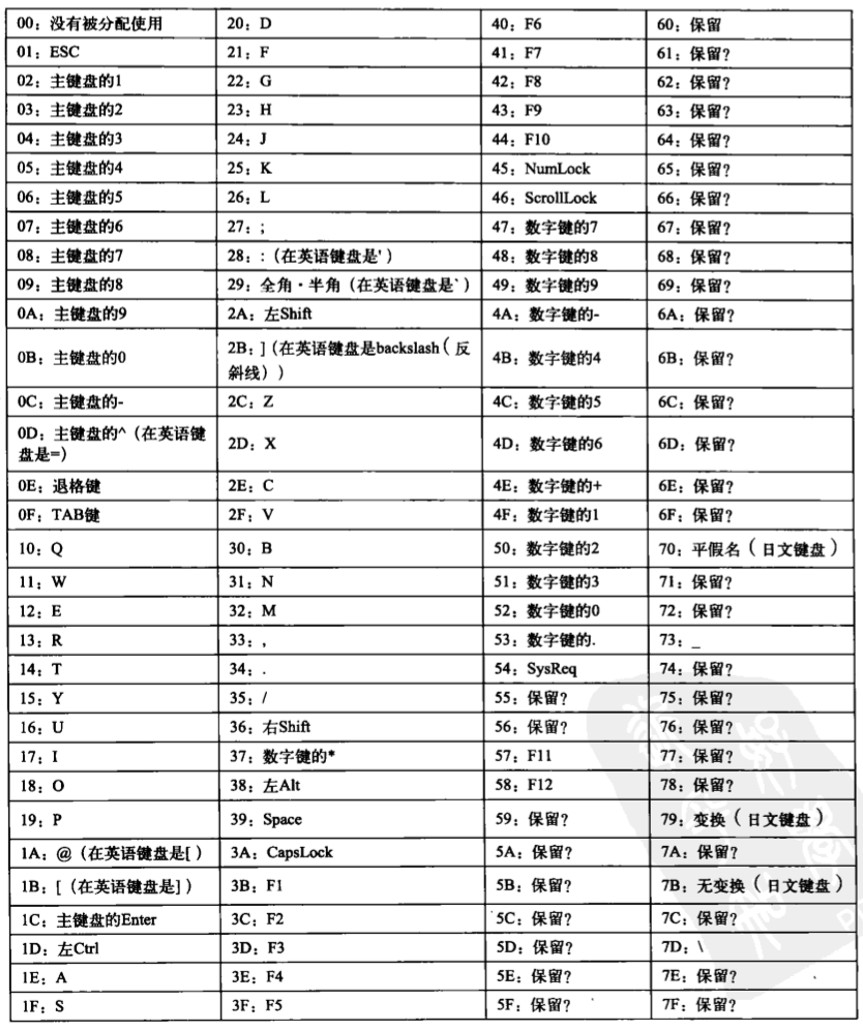 00：没有被分配使用 20：D 40：F6 60：保留
01：ESC 21：F 41：F7 61：保留?
02：主键盘的1 22：G 42：F8 62：保留?
03：主键盘的2 23：H 43：F9 63：保留?
04：主键盘的3 24：J 44：F10 64：保留?
05：主键盘的4 25：K 45：NumLock 65：保留?
06：主键盘的5 26：L 46：ScrollLock 66：保留?
07：主键盘的6 27：; 47：数字键的7 67：保留?
08：主键盘的7 28：:（在英语键盘是'） 48：数字键的8 68：保留?
09：主键盘的8 29：全角·半角（在英语键盘是`） 49：数字键的9 69：保留?
0A：主键盘的9 2A：左Shift 4A：数字键的- 6A：保留?
0B：主键盘的0 2B：]（在英语键盘是backslash（反
斜线）） 4B：数字键的4 6B：保留?
0C：主键盘的- 2C：Z 4C：数字键的5 6C：保留?
0D：主键盘的^（在英语键
盘是=） 2D：X 4D：数字键的6 6D：保留?
0E：退格键 2E：C 4E：数字键的+ 6E：保留?
0F：TAB键 2F：V 4F：数字键的1 6F：保留?
10：Q 30：B 50：数字键的2 70：平假名（日文键盘）
11：W 31：N 51：数字键的3 71：保留?
12：E 32：M 52：数字键的0 72：保留?
13：R 33：, 53：数字键的. 73：_
14：T 34：. 54：SysReq 74：保留?
15：Y 35：/ 55：保留? 75：保留?
16：U 36：右Shift 56：保留? 76：保留?
17：I 37：数字键的* 57：F11 77：保留?
18：O 38：左Alt 58：F12 78：保留?
19：P 39：Space 59：保留? 79：变换（日文键盘）
1A：@（在英语键盘是[） 3A：CapsLock 5A：保留? 7A：保留?
1B：[（在英语键盘是]） 3B：F1 5B：保留? 7B：无变换（日文键盘）
1C：主键盘的Enter 3C：F2 5C：保留? 7C：保留?
1D：左Ctrl 3D：F3 5D：保留? 7D：\
1E：A 3E：F4 5E：保留? 7E：保留?
1F：S 3F：F5 5F：保留? 7F：保留?